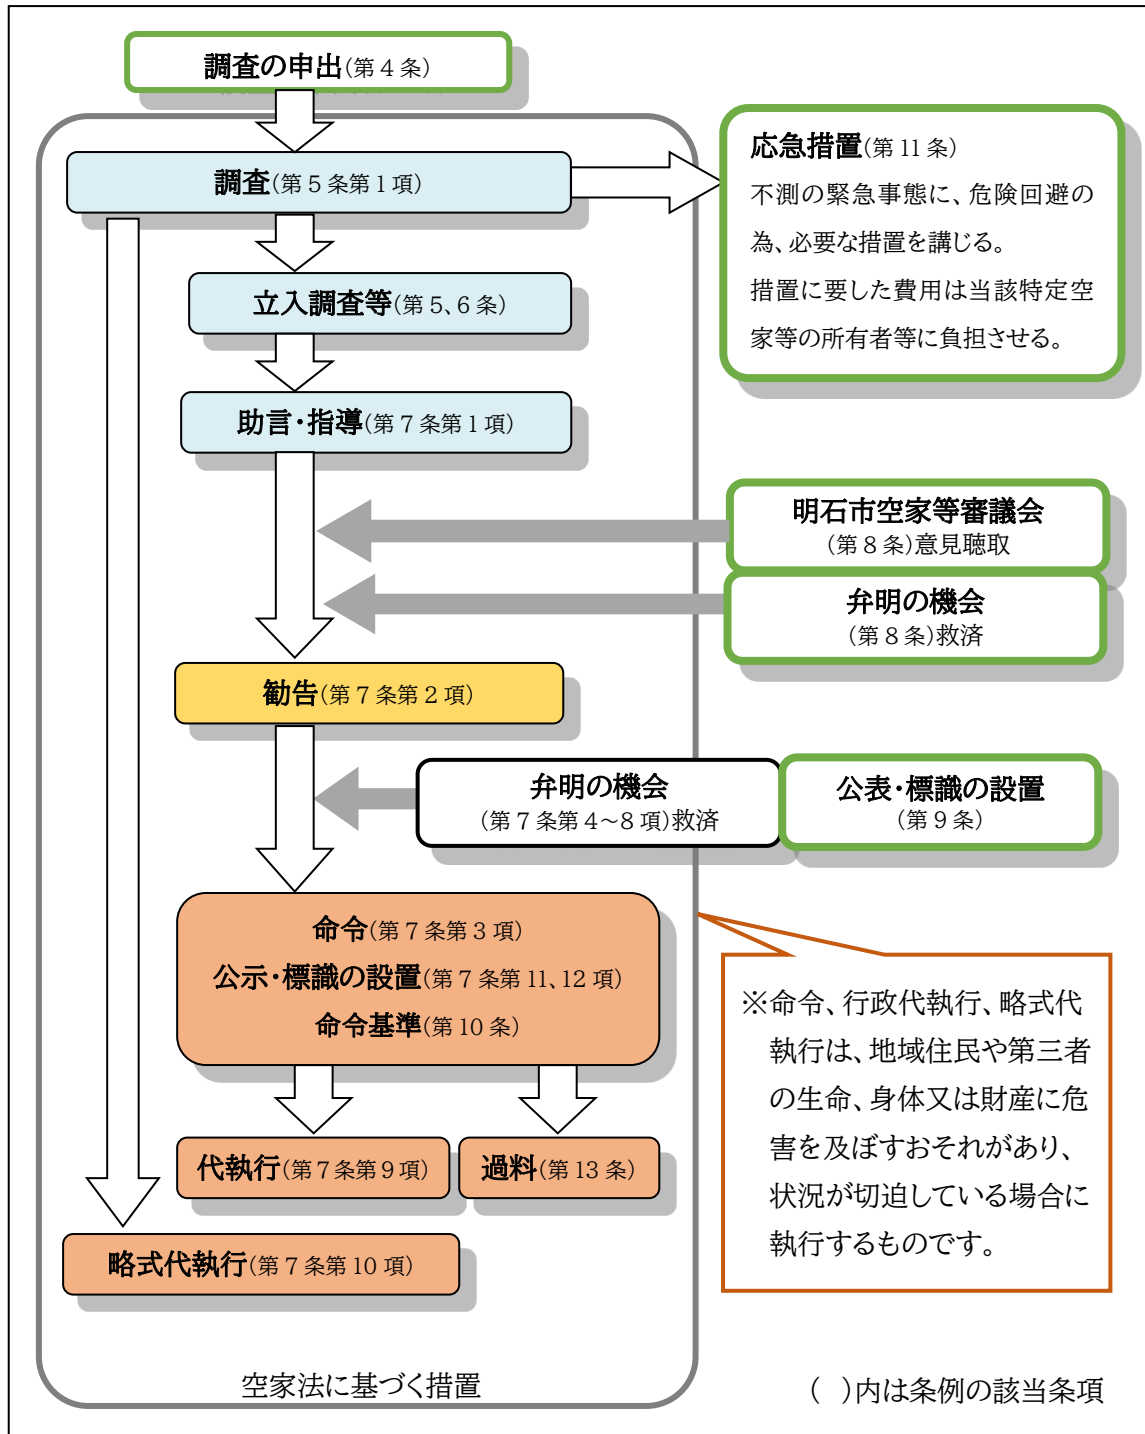 調査の申出(第4条)
調査(第5条第1項)
応急措置(第11条)
不測の緊急事態に、危険回避の
為、必要な措置を講じる。
措置に要した費用は当該特定空
家等の所有者等に負担させる。
立入調査等(第5、6条)
助言・指導(第7条第1項)
明石市空家等審議会
(第8条)意見聴取
弁明の機会
(第8条)救済
勧告(第7条第2項)
弁明の機会
(第7条第4～8項)救済
公表・標識の設置
(第9条)
命令(第7条第3項)
公示・標識の設置(第7条第11、12項)
命令基準(第10条)
※命令、行政代執行、略式代
執行は、地域住民や第三者
の生命、身体又は財産に危
害を及ぼすおそれがあり、
状況が切迫している場合に
執行するものです。
代執行(第7条第9項)
過料(第13条)
略式代執行(第7条第10項)
空家法に基づく措置
(　)内は条例の該当条項